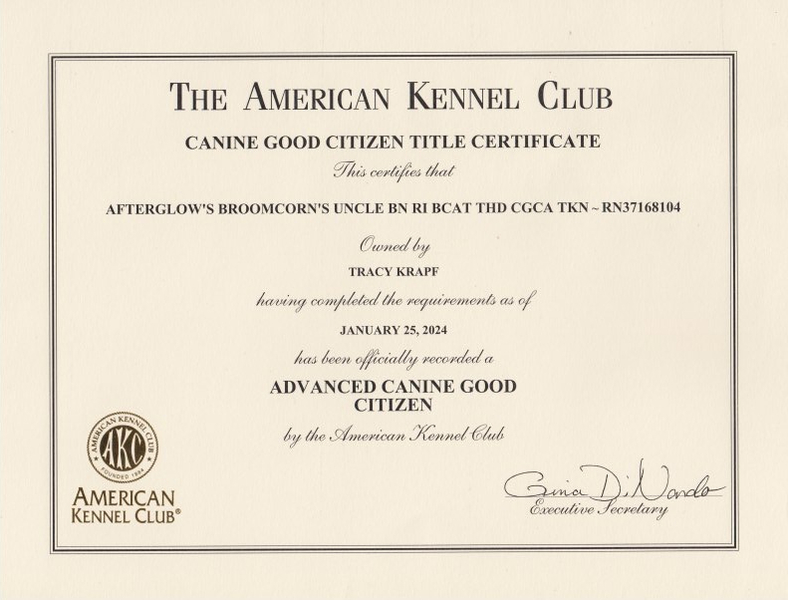 THE AMERICAN KENNEL CLUB
CANINE GOOD CITIZEN TITLE CERTIFICATE
This certifies that
AFTERGLOW'S BROOMCORN'S UNCLE BN RI BCAT THD CGCA TKN ~ RN37168104
Owned by
TRACY KRAPF
having completed the requirements as of
JANUARY 25, 2024
has been officially recorded a
ADVANCED CANINE GOOD
CITIZEN
by the American Kennel Club
AMERICAN KENNEL CLUB
AKC
FOUNDED 1884
AMERICAN
KENNEL CLUB®
Gina DiNardo
Executive Secretary